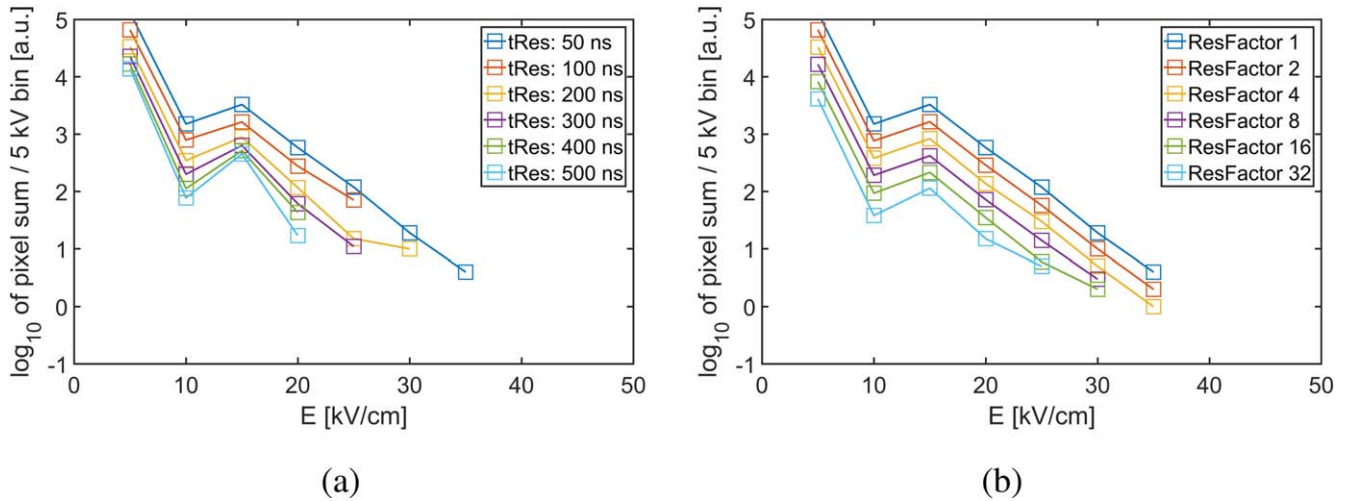 log10 of pixel sum / 5 kV bin [a.u.]
5
4
3
2
1
0
-1
0 10 20 30 40 50
E [kV/cm]
tRes: 50 ns
tRes: 100 ns
tRes: 200 ns
tRes: 300 ns
tRes: 400 ns
tRes: 500 ns
(a)
log10 of pixel sum / 5 kV bin [a.u.]
5
4
3
2
1
0
-1
0 10 20 30 40 50
E [kV/cm]
ResFactor 1
ResFactor 2
ResFactor 4
ResFactor 8
ResFactor 16
ResFactor 32
(b)